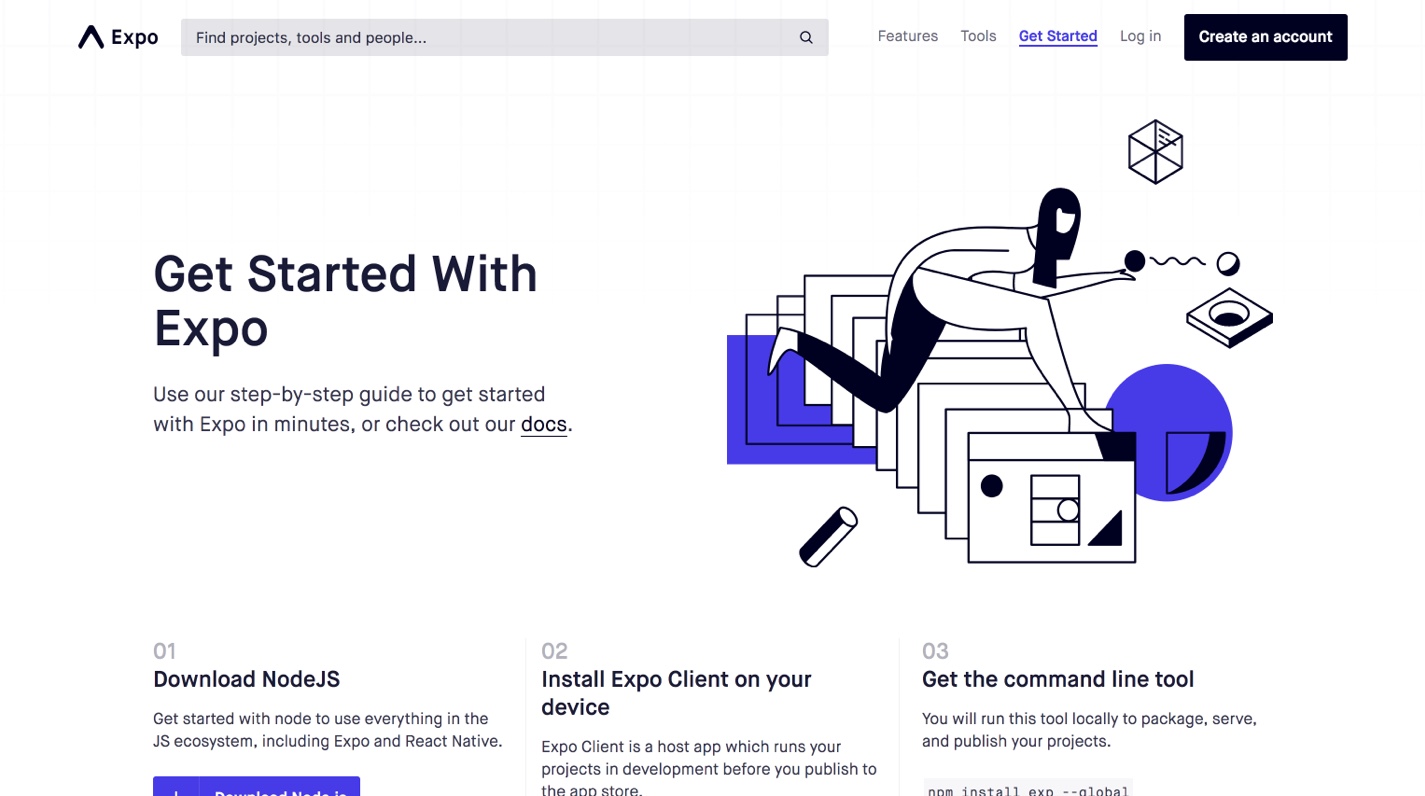 Expo
Find projects, tools and people...
Features
Tools
Get Started
Log in
Create an account
Get Started With
Expo
Use our step-by-step guide to get started
with Expo in minutes, or check out our docs.
01
Download NodeJS
Get started with node to use everything in the
JS ecosystem, including Expo and React Native.
Download Node.js
02
Install Expo Client on your
device
Expo Client is a host app which runs your
projects in development before you publish to
the app store.
03
Get the command line tool
You will run this tool locally to package, serve,
and publish your projects.
npm install exp --global